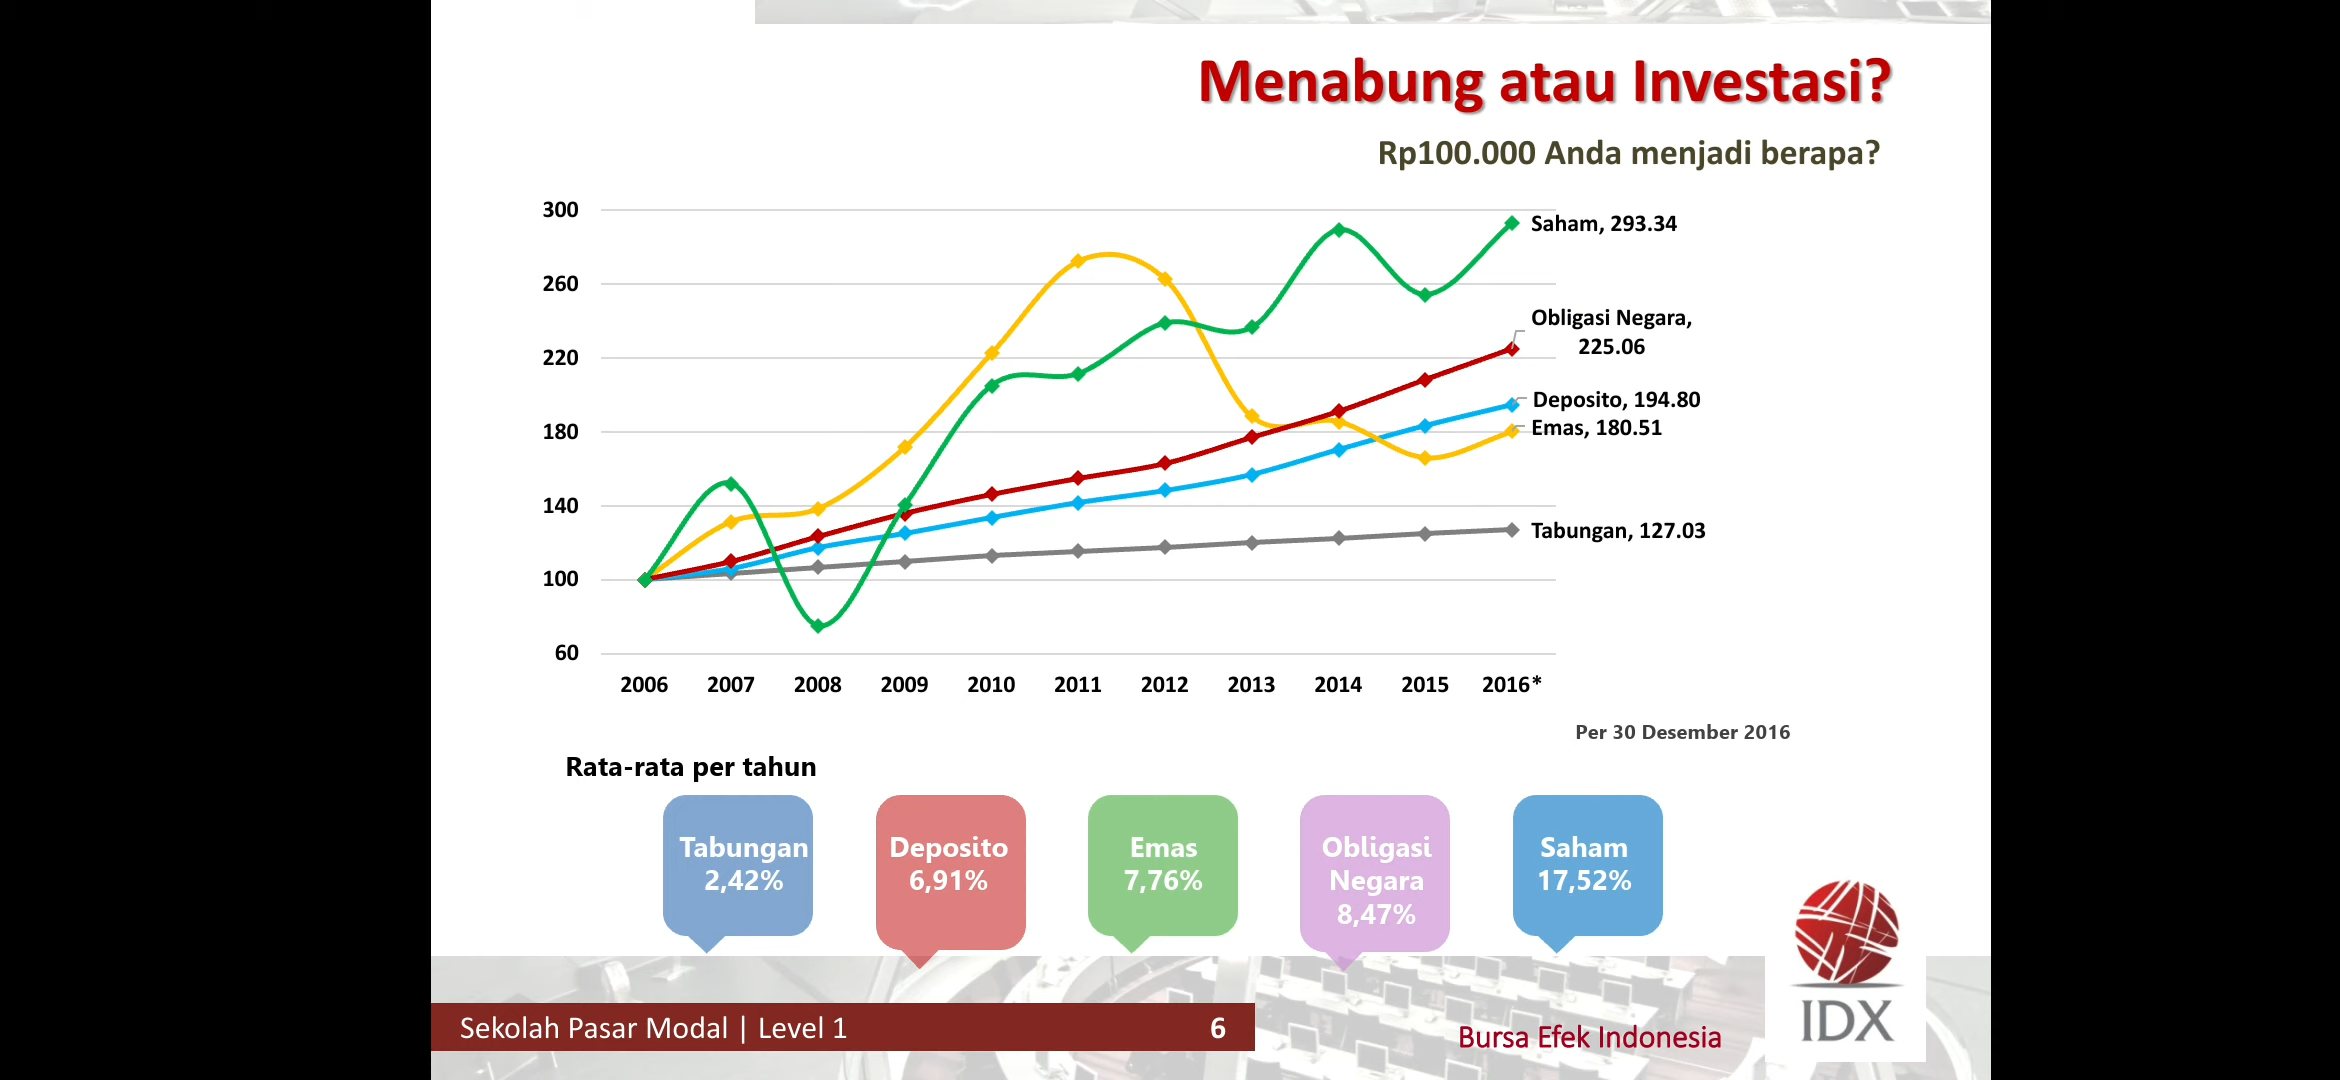 Menabung atau Investasi?
Rp100.000 Anda menjadi berapa?
300
260
220
180
140
100
60
Saham, 293.34
Obligasi Negara,
225.06
Deposito, 194.80
Emas, 180.51
Tabungan, 127.03
2006 2007 2008 2009 2010 2011 2012 2013 2014 2015 2016*
Per 30 Desember 2016
Rata-rata per tahun
Tabungan
2,42%
Deposito
6,91%
Emas
7,76%
Obligasi
Negara
8,47%
Saham
17,52%
Sekolah Pasar Modal | Level 1
6
Bursa Efek Indonesia
IDX